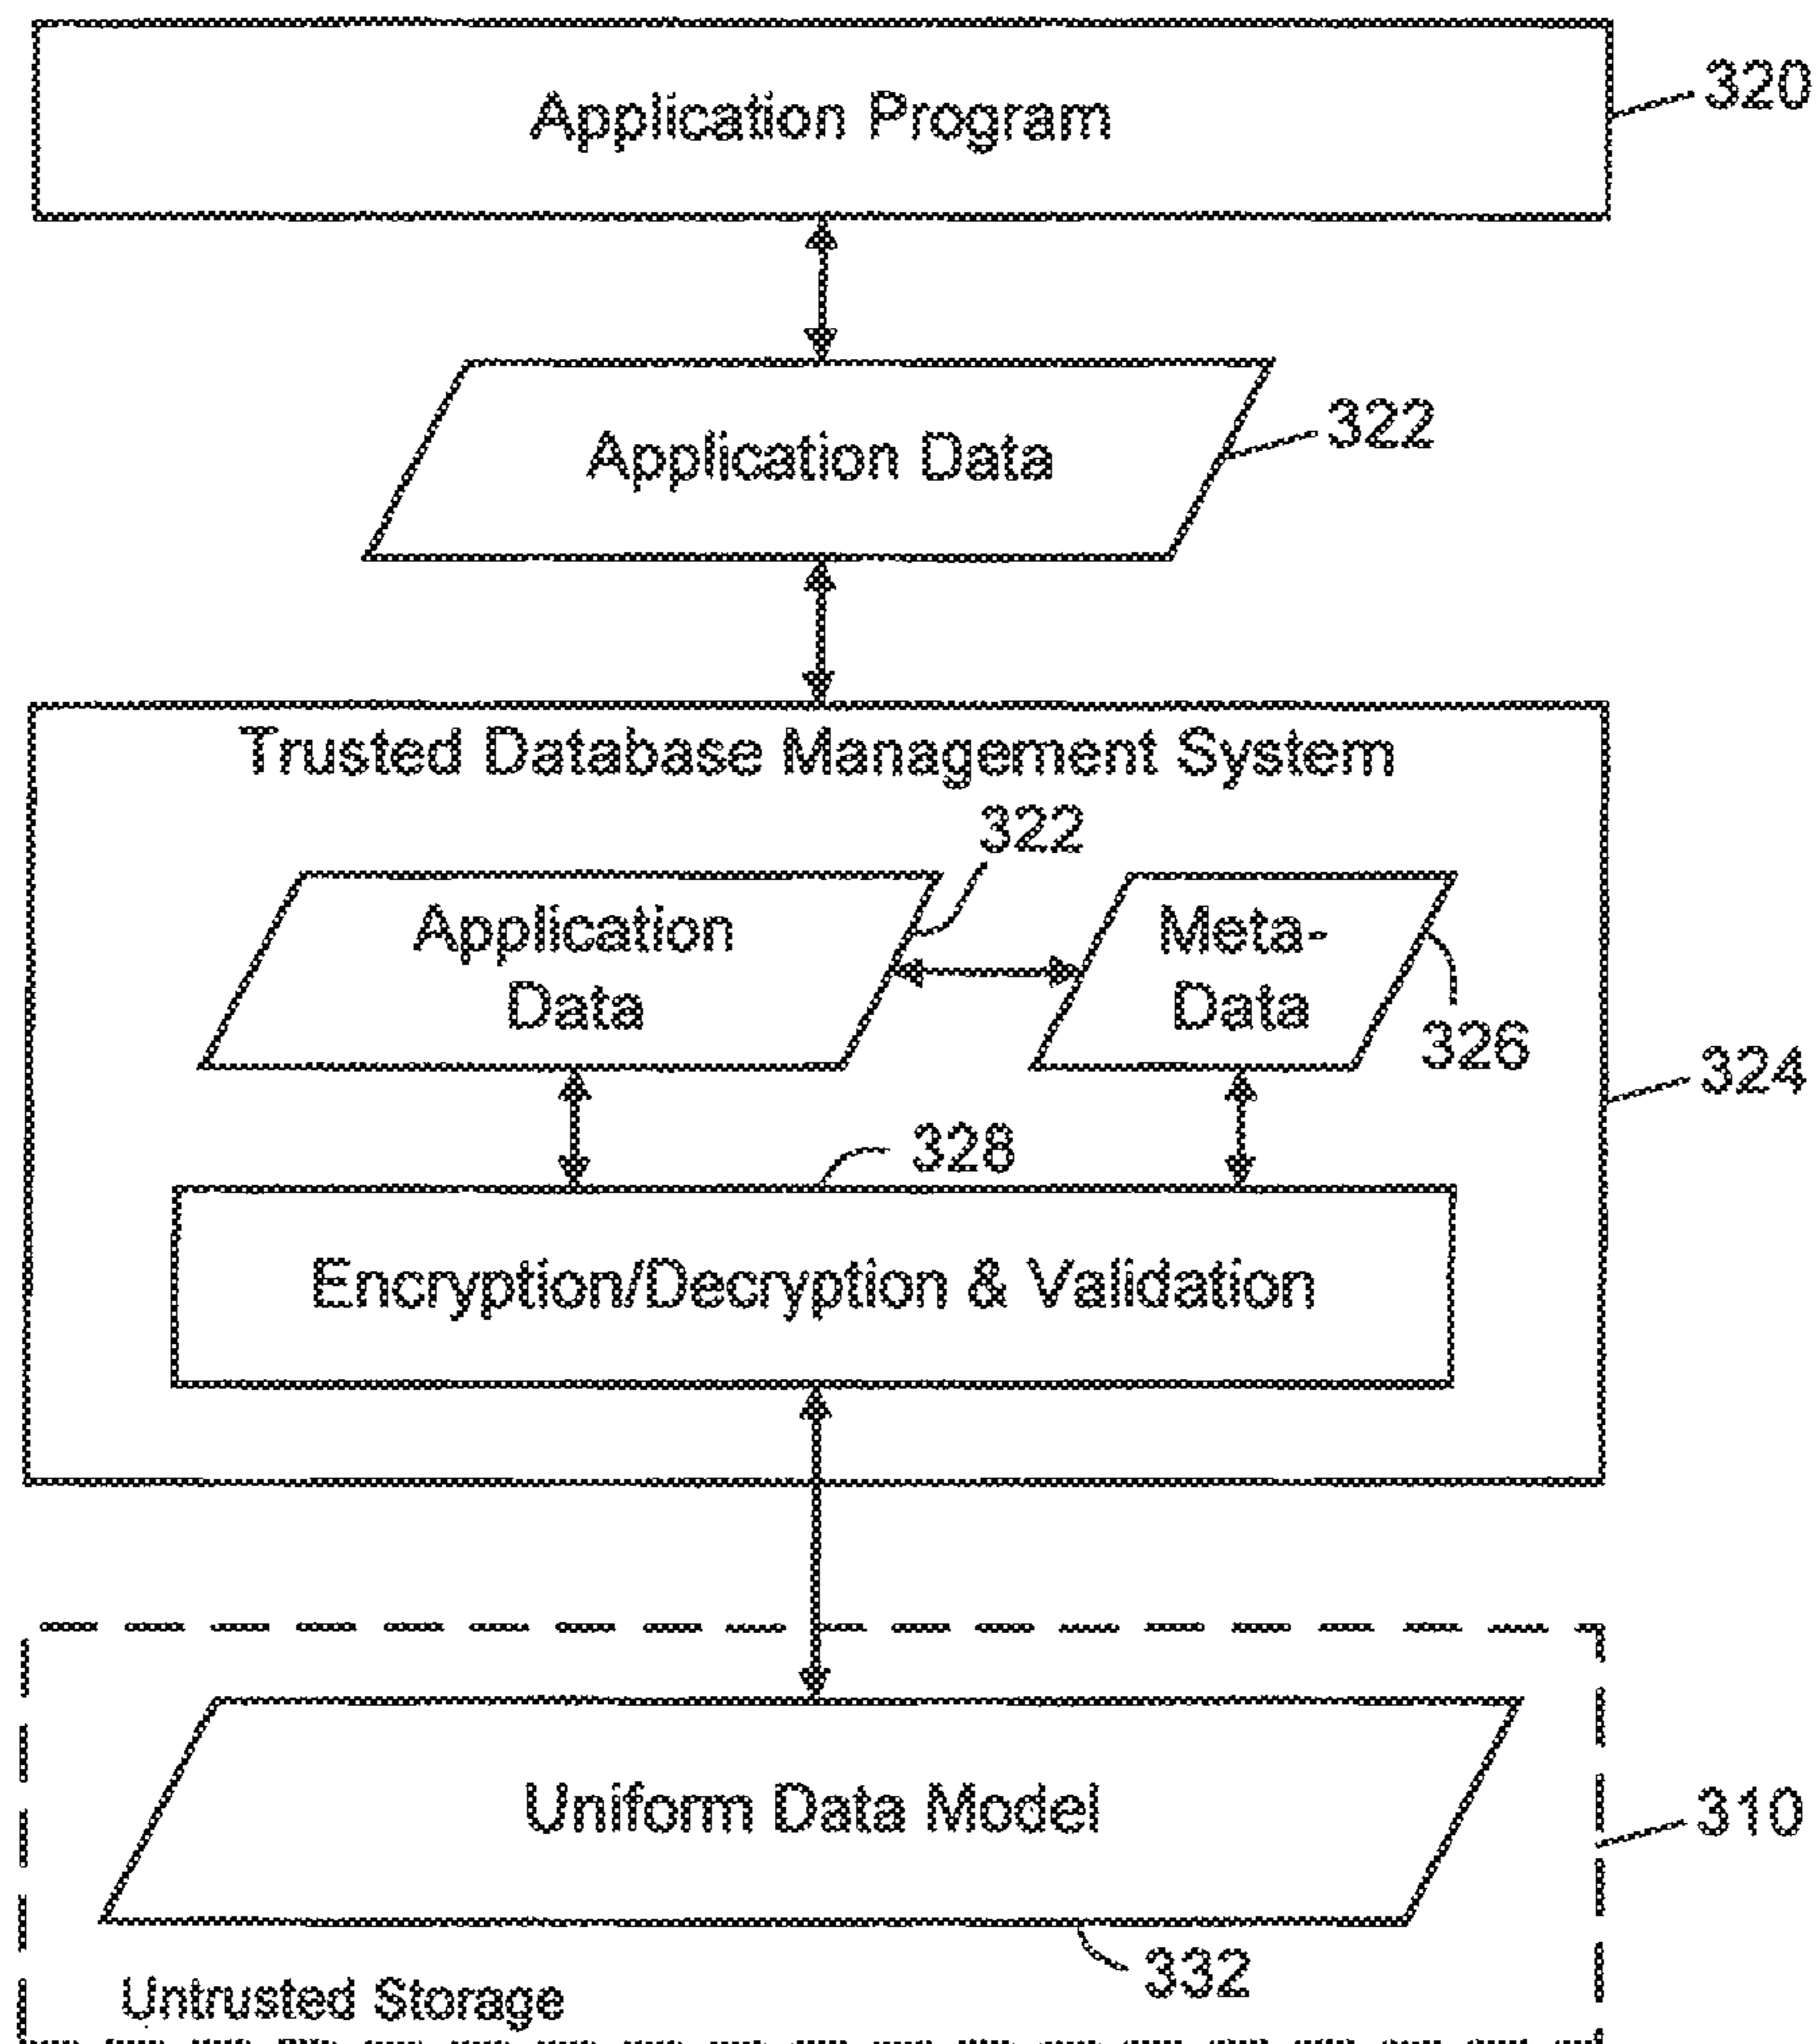 Application Program
320
Application Data
322
Trusted Database Management System
322
Application
Data
Meta-
Data
326
324
328
Encryption/Decryption & Validation
Uniform Data Model
310
332
Untrusted Storage